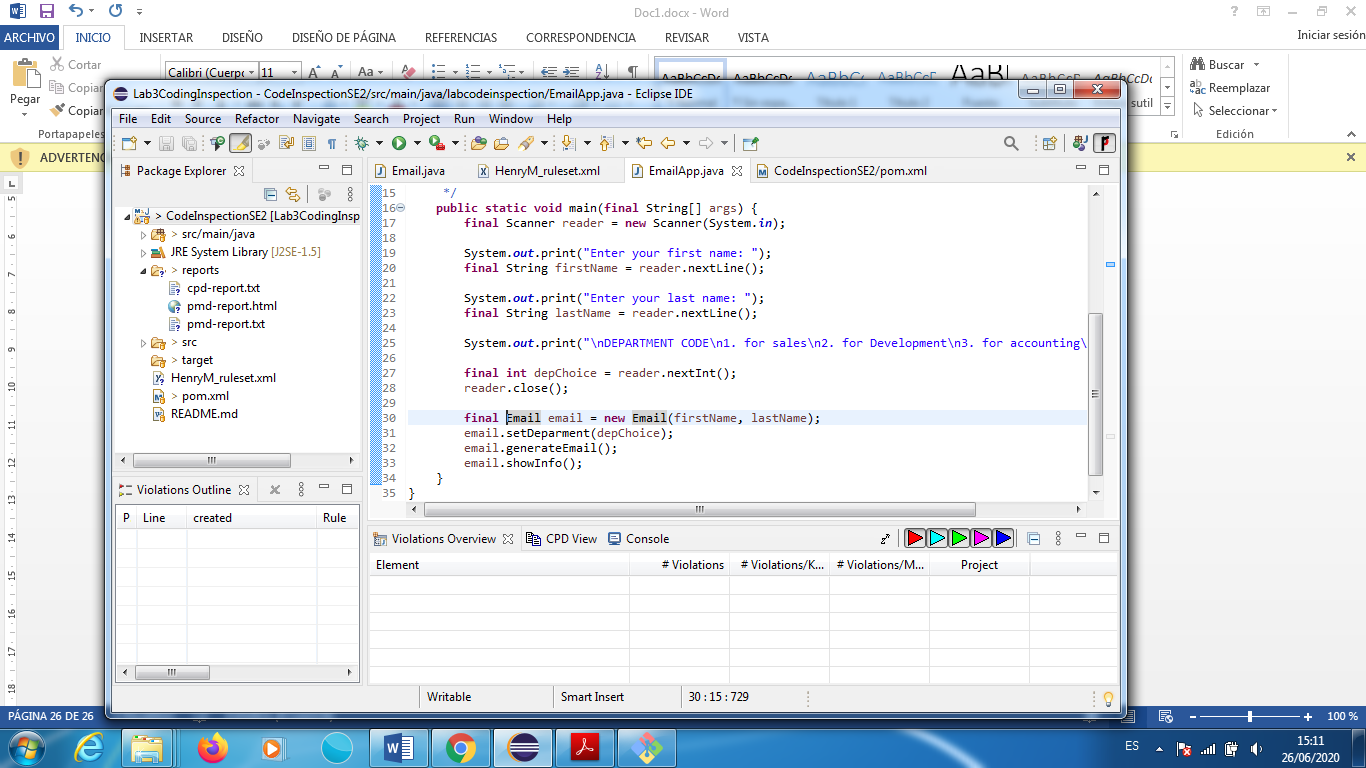 Doc1.docx - Word
ARCHIVO INICIO INSERTAR DISEÑO DISEÑO DE PÁGINA REFERENCIAS CORRESPONDENCIA REVISAR VISTA Iniciar sesión
Pegar
Cortar
Copiar
Portapapeles
Calibri (Cuerpo 11
Buscar
Reemplazar
Seleccionar
Edición
ADVERTENC
Lab3CodingInspection - CodeInspectionSE2/src/main/java/labcodeinspection/EmailApp.java - Eclipse IDE
File Edit Source Refactor Navigate Search Project Run Window Help
Package Explorer
> CodeInspectionSE2 [Lab3CodingInsp
> src/main/java
JRE System Library [J2SE-1.5]
> reports
cpd-report.txt
pmd-report.html
pmd-report.txt
> src
> target
HenryM_ruleset.xml
> pom.xml
README.md
Email.java HenryM_ruleset.xml EmailApp.java CodeInspectionSE2/pom.xml
15 */
16 public static void main(final String[] args) {
17 final Scanner reader = new Scanner(System.in);
18
19 System.out.print("Enter your first name: ");
20 final String firstName = reader.nextLine();
21
22 System.out.print("Enter your last name: ");
23 final String lastName = reader.nextLine();
24
25 System.out.print("\nDEPARTMENT CODE\n1. for sales\n2. for Development\n3. for accounting\
26
27 final int depChoice = reader.nextInt();
28 reader.close();
29
30 final Email email = new Email(firstName, lastName);
31 email.setDeparment(depChoice);
32 email.generateEmail();
33 email.showInfo();
34 }
35 }
Violations Outline
P Line created Rule
Violations Overview CPD View Console
Element # Violations # Violations/K... # Violations/M... Project
Writable Smart Insert 30 : 15 : 729
PÁGINA 26 DE 26 100 %
ES 15:11
26/06/2020